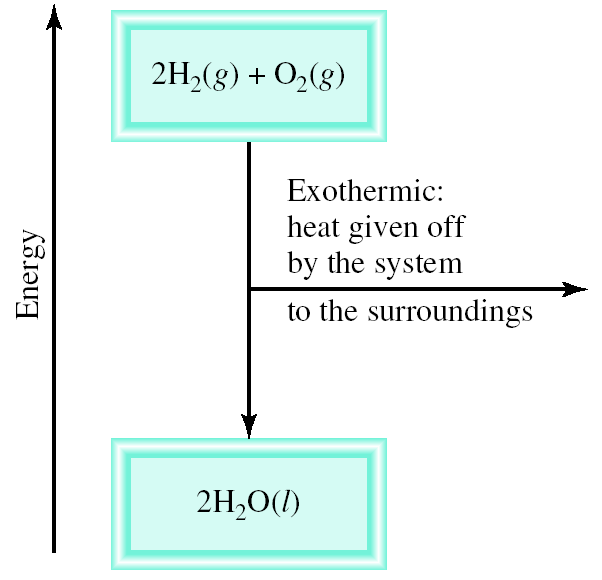 2H₂(g) + O₂(g)
Exothermic:
heat given off
by the system
to the surroundings
Energy
2H₂O(l)